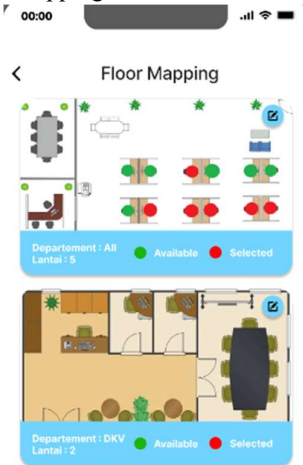 00:00
Floor Mapping
Departement : All
Lantai : 5
Available
Selected
Departement : DKV
Lantai : 2
Available
Selected